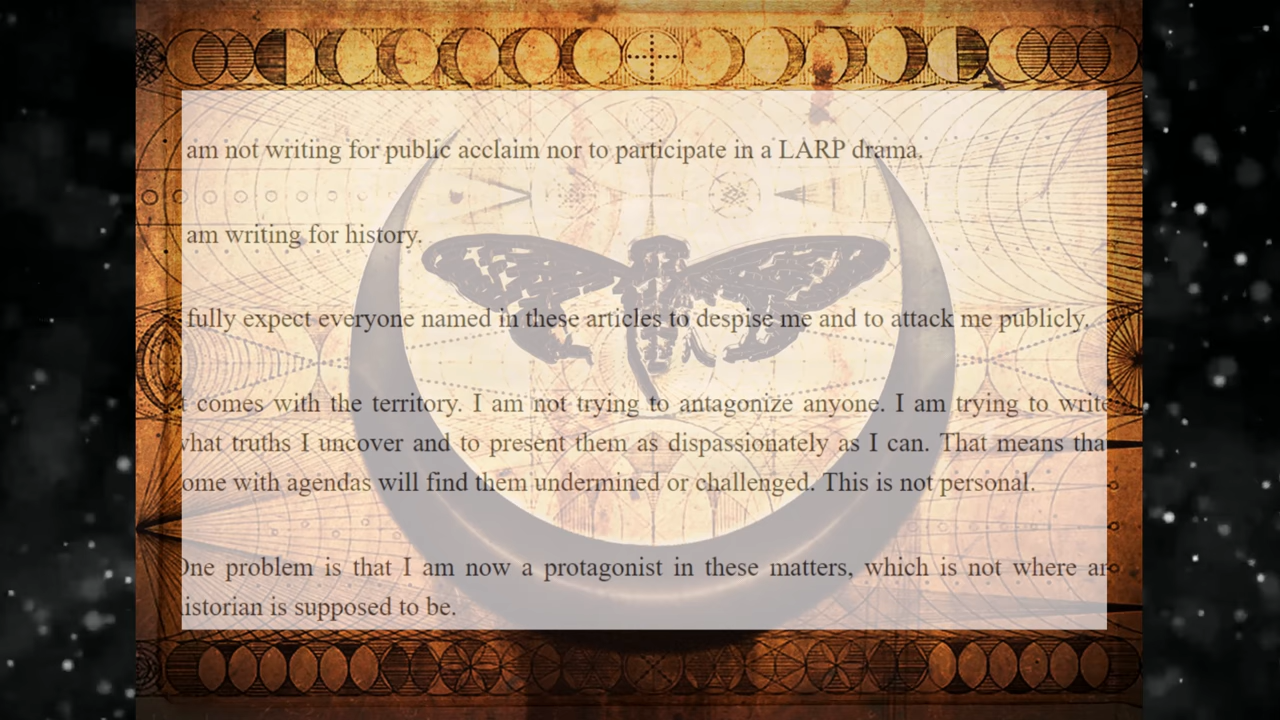 am not writing for public acclaim nor to participate in a LARP drama.
am writing for history.
fully expect everyone named in these articles to despise me and to attack me publicly.
t comes with the territory. I am not trying to antagonize anyone. I am trying to write
what truths I uncover and to present them as dispassionately as I can. That means tha
ome with agendas will find them undermined or challenged. This is not personal.
One problem is that I am now a protagonist in these matters, which is not where an
istorian is supposed to be.